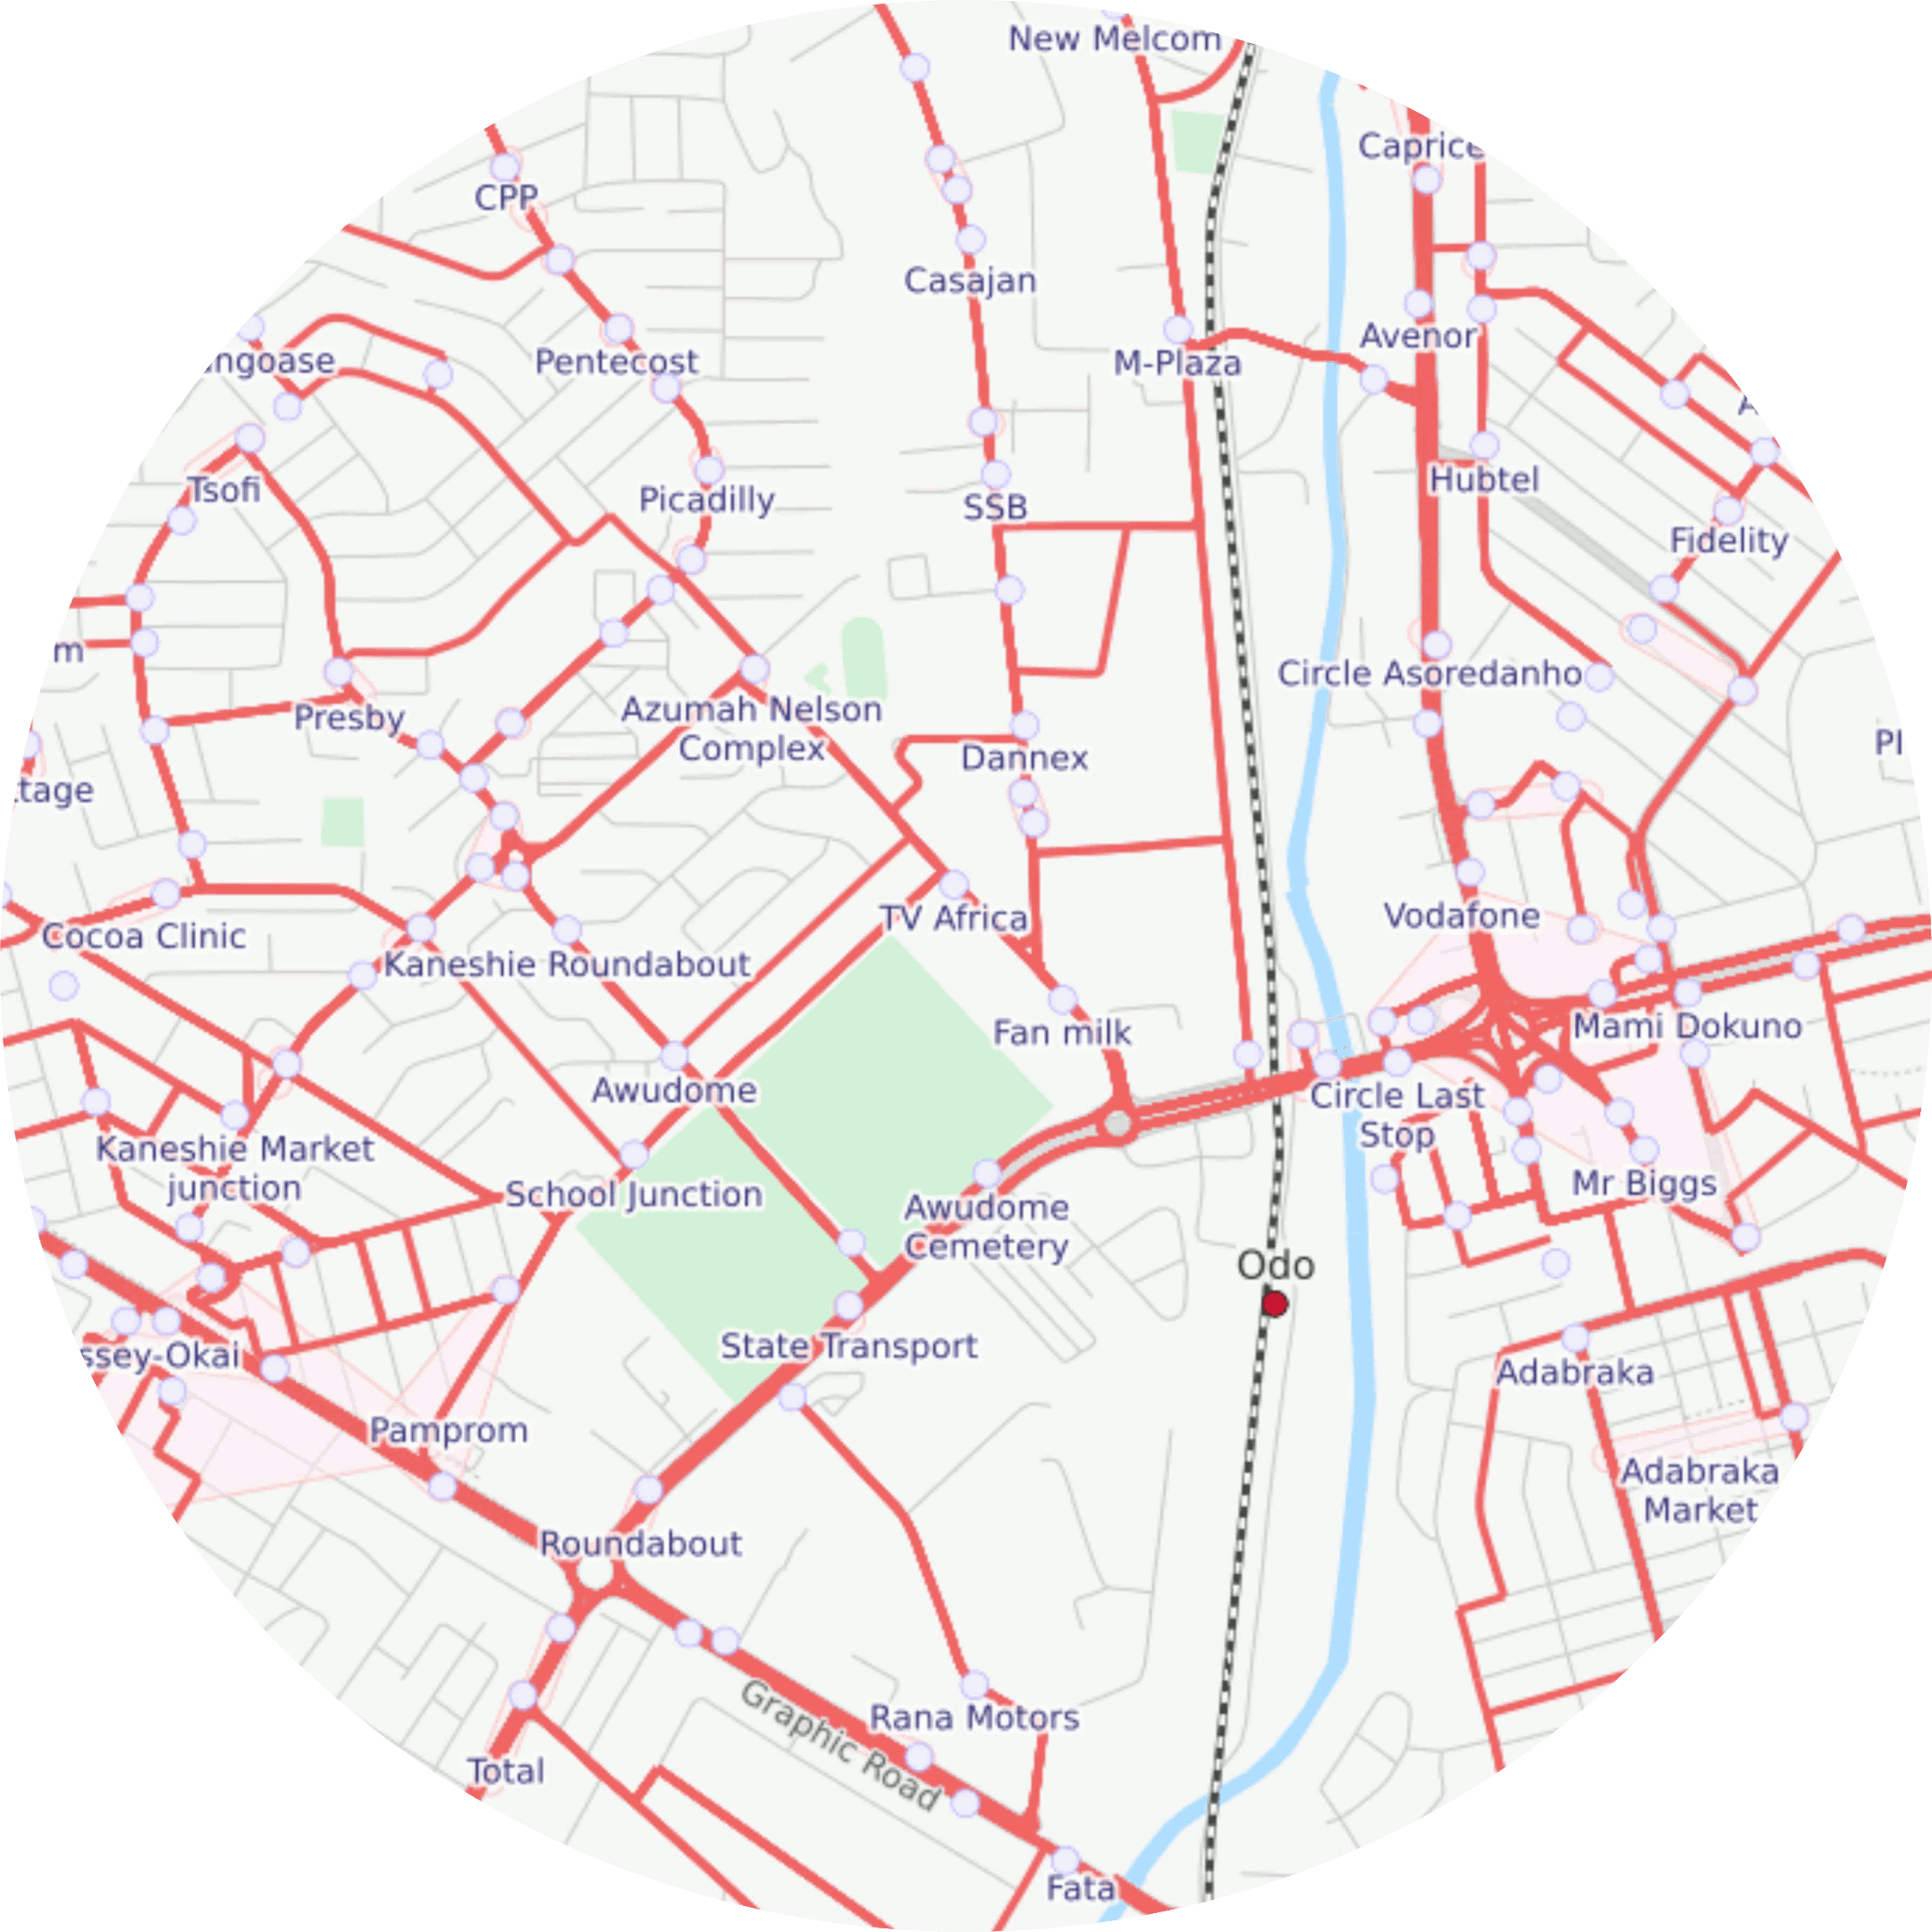 New Melcom
Caprice
CPP
Casajan
Avenor
ngoase
Pentecost
M-Plaza
Tsofi
Picadilly
SSB
Hubtel
Fidelity
m
Circle Asoredanho
Presby
Azumah Nelson
Complex
Dannex
Pl
tage
Cocoa Clinic
Kaneshie Roundabout
TV Africa
Vodafone
Fan milk
Mami Dokuno
Awudome
Circle Last
Stop
Kaneshie Market
junction
School Junction
Mr Biggs
Awudome
Cemetery
Odo
State Transport
ssey-Okai
Adabraka
Pamprom
Adabraka
Market
Roundabout
Graphic Road
Rana Motors
Total
Fata